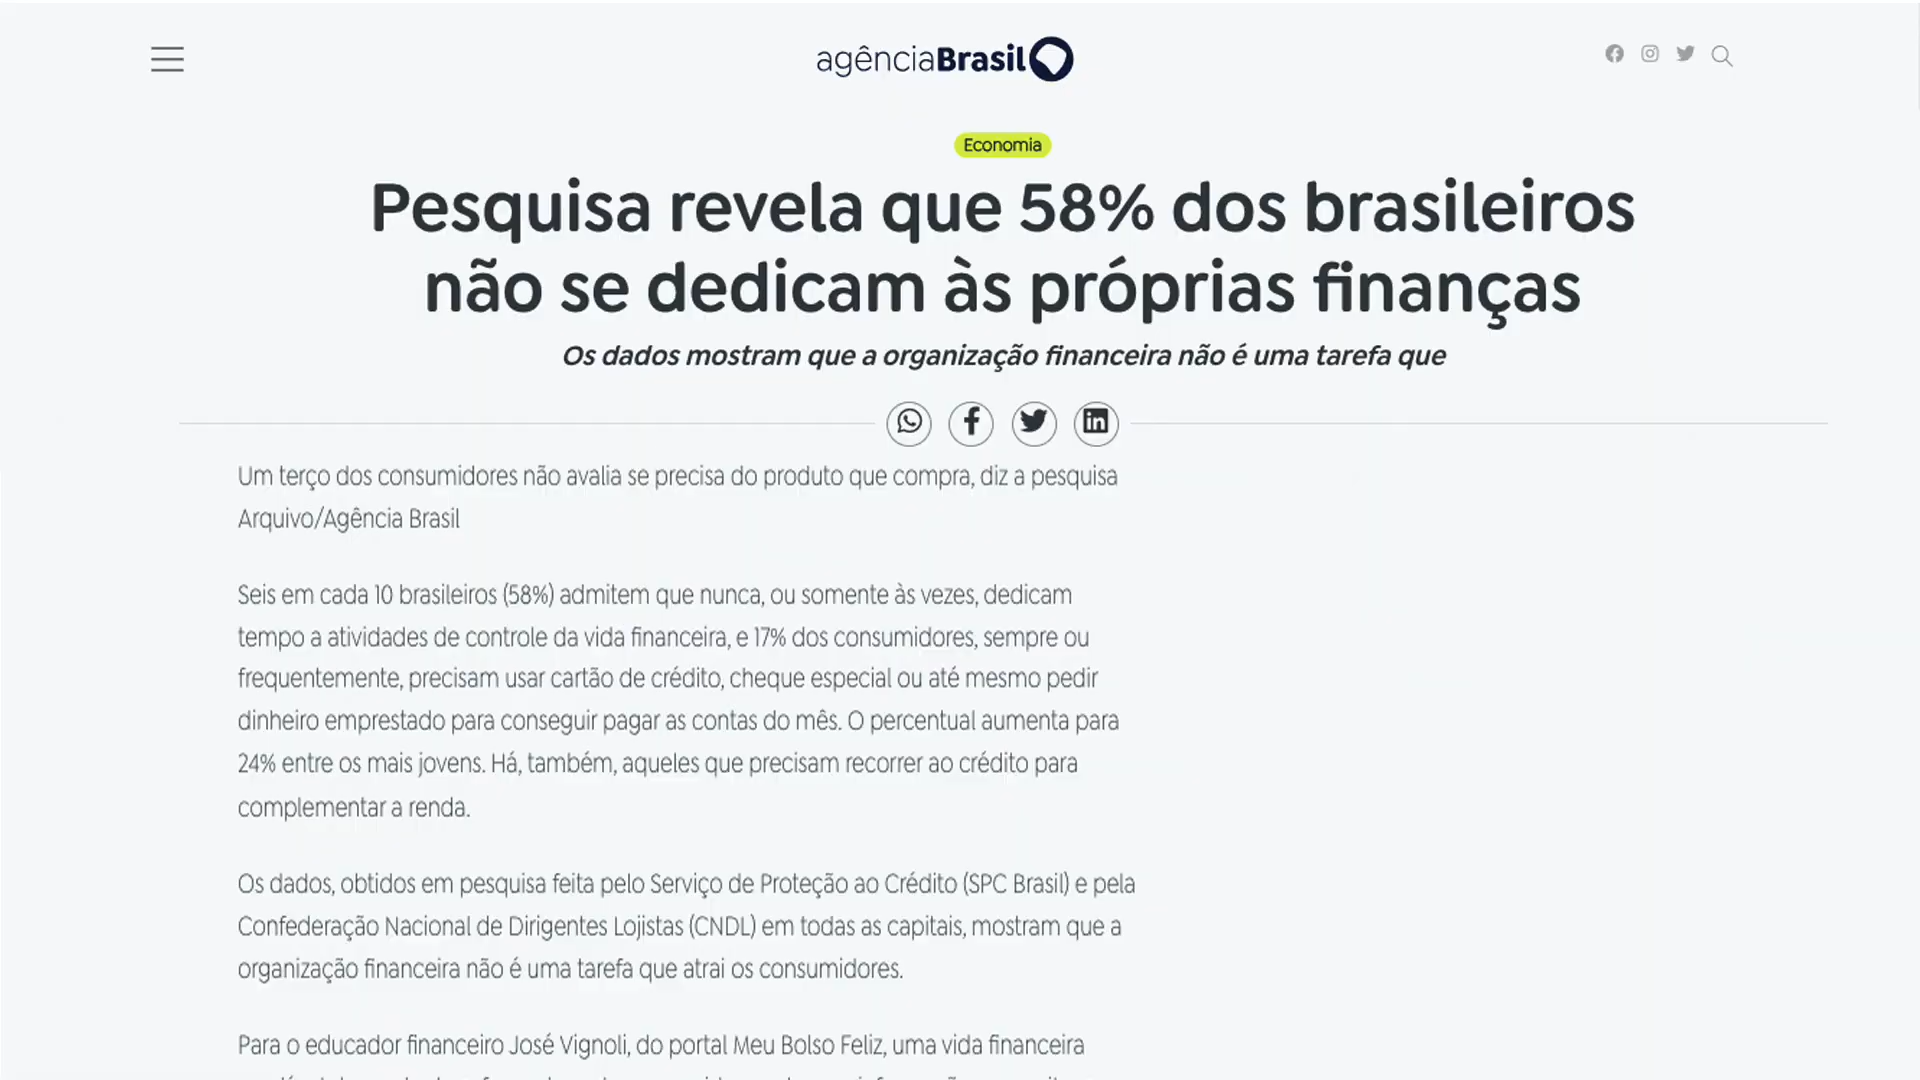 agênciaBrasil
Economia
Pesquisa revela que 58% dos brasileiros
não se dedicam às próprias finanças
Os dados mostram que a organização financeira não é uma tarefa que
Um terço dos consumidores não avalia se precisa do produto que compra, diz a pesquisa
Arquivo/Agência Brasil
Seis em cada 10 brasileiros (58%) admitem que nunca, ou somente às vezes, dedicam
tempo a atividades de controle da vida financeira, e 17% dos consumidores, sempre ou
frequentemente, precisam usar cartão de crédito, cheque especial ou até mesmo pedir
dinheiro emprestado para conseguir pagar as contas do mês. O percentual aumenta para
24% entre os mais jovens. Há, também, aqueles que precisam recorrer ao crédito para
complementar a renda.
Os dados, obtidos em pesquisa feita pelo Serviço de Proteção ao Crédito (SPC Brasil) e pela
Confederação Nacional de Dirigentes Lojistas (CNDL) em todas as capitais, mostram que a
organização financeira não é uma tarefa que atrai os consumidores.
Para o educador financeiro José Vignoli, do portal Meu Bolso Feliz, uma vida financeira